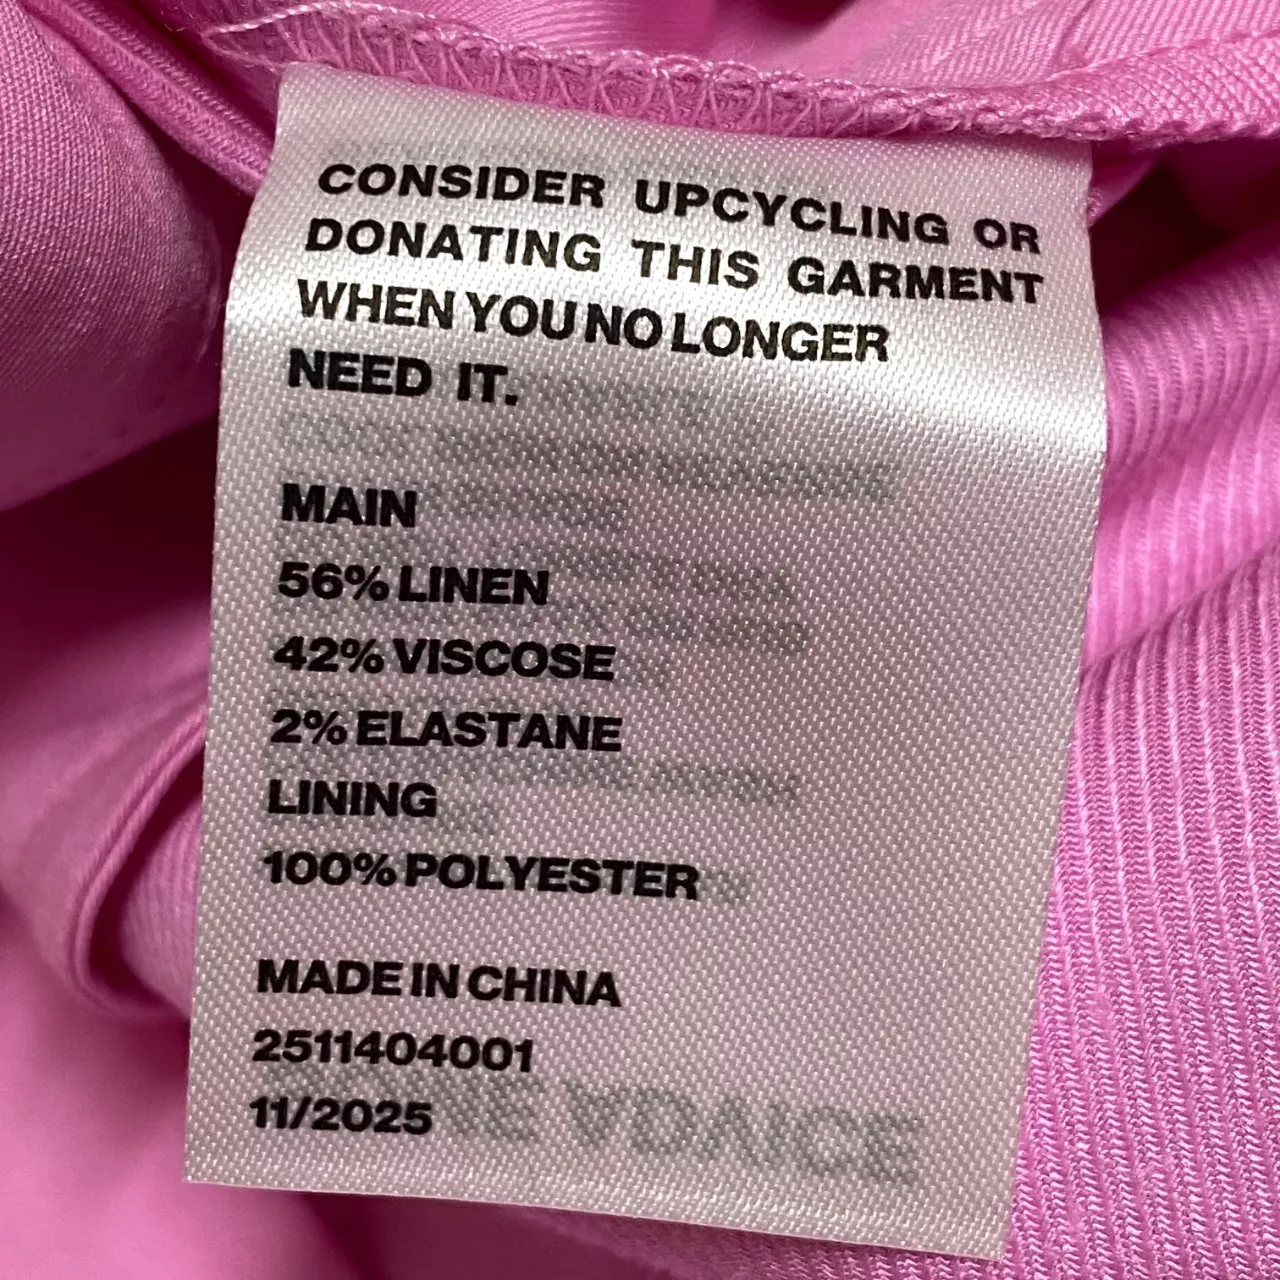 CONSIDER UPCYCLING OR
DONATING THIS GARMENT
WHEN YOU NO LONGER
NEED IT.
MAIN
56% LINEN
42% VISCOSE
2% ELASTANE
LINING
100% POLYESTER
MADE IN CHINA
2511404001
11/2025